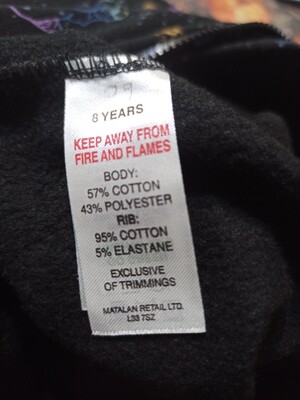 8 YEARS
KEEP AWAY FROM
FIRE AND FLAMES
BODY:
57% COTTON
43% POLYESTER
RIB:
95% COTTON
5% ELASTANE
EXCLUSIVE
OF TRIMMINGS
MATALAN RETAIL LTD.
L33 7SZ